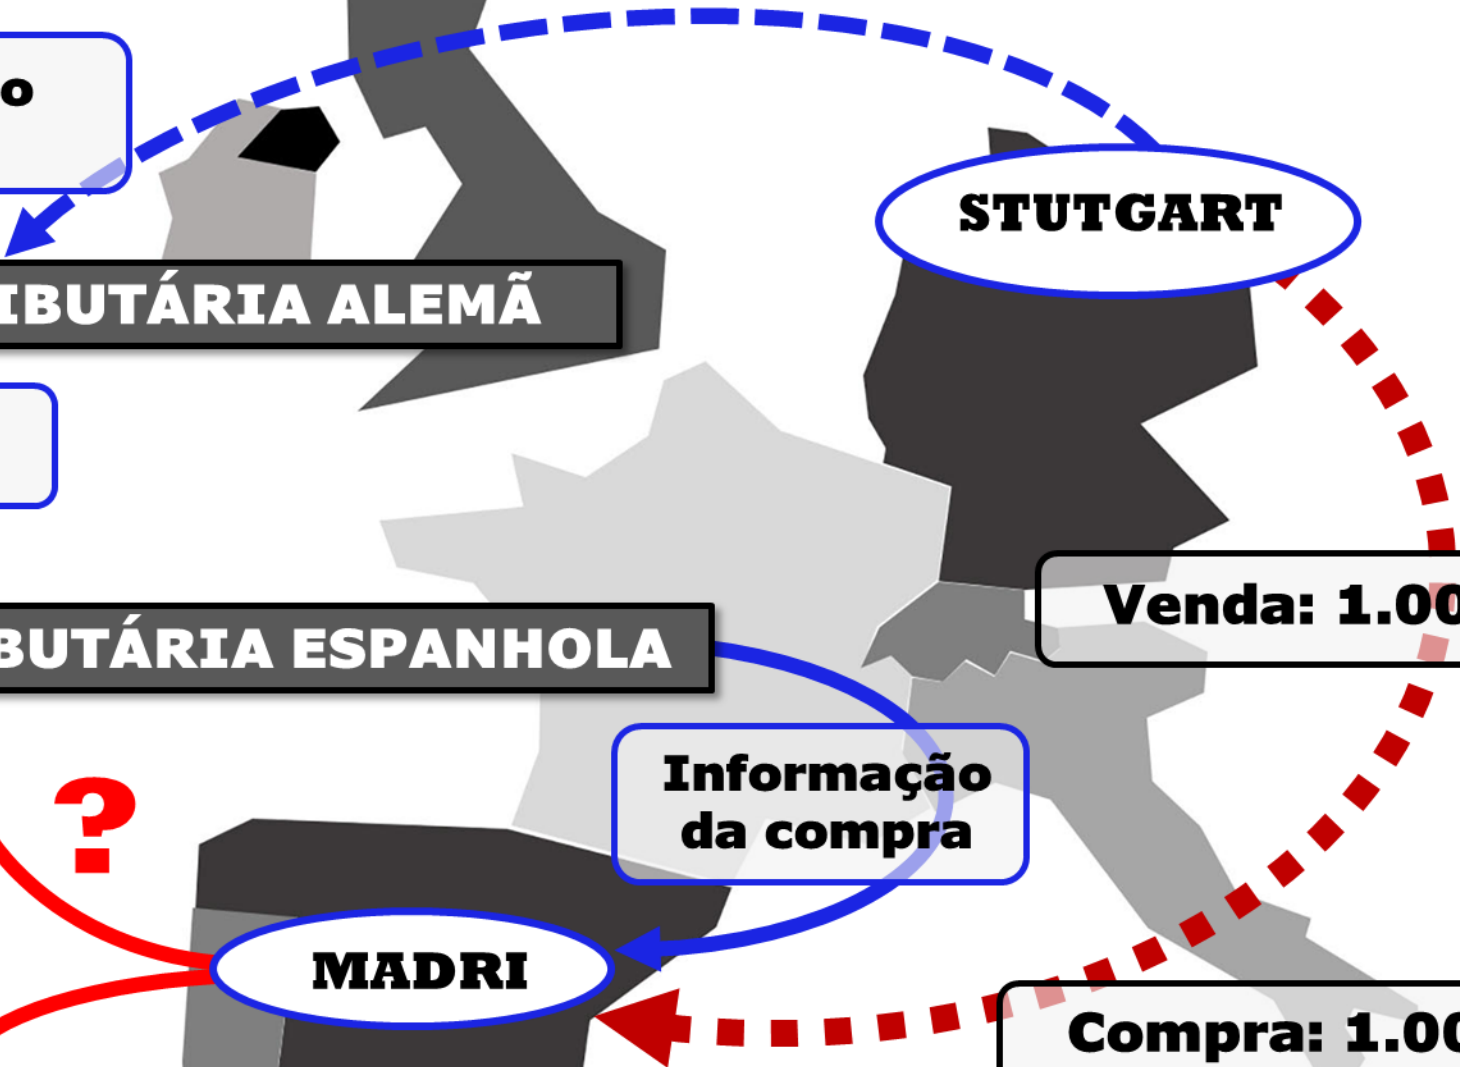 o
STUTGART
IBUTÁRIA ALEMÃ
Venda: 1.00
BUTÁRIA ESPANHOLA
Informação
da compra
?
MADRI
Compra: 1.00